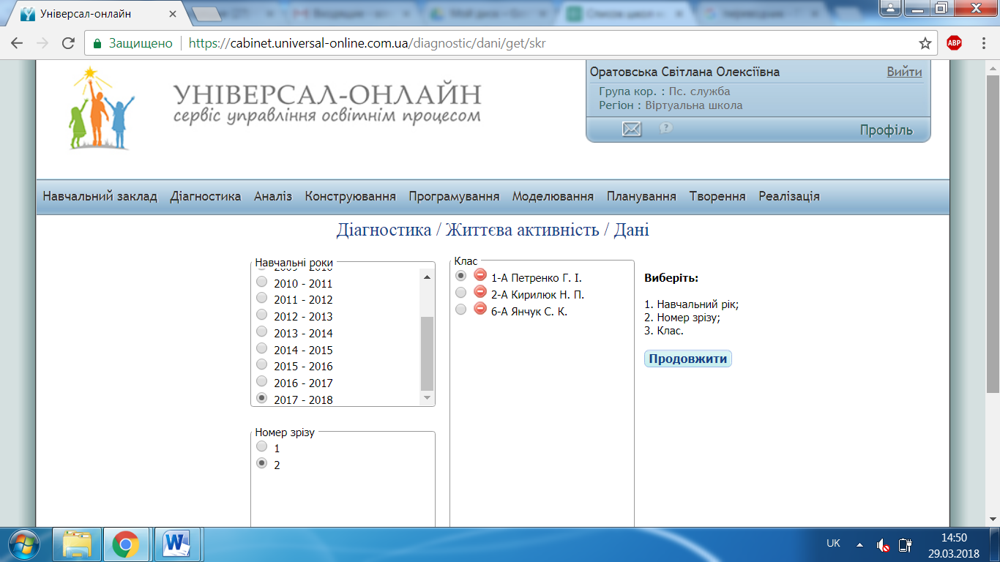 Універсал-онлайн
Защищено
https://cabinet.universal-online.com.ua/diagnostic/dani/get/skr
ABP
УНІВЕРСАЛ-ОНЛАЙН
сервіс управління освітнім процесом
Оратовська Світлана Олексіївна
Выйти
Група кор. : Пс. служба
Регіон : Віртуальна школа
?
Профіль
Навчальний заклад Діагностика Аналіз Конструювання Програмування Моделювання Планування Творення Реалізація
Діагностика / Життєва активність / Дані
Навчальні роки
2009 - 2010
2010 - 2011
2011 - 2012
2012 - 2013
2013 - 2014
2014 - 2015
2015 - 2016
2016 - 2017
2017 - 2018
Номер зрізу
1
2
Клас
1-А Петренко Г. І.
2-А Кирилюк Н. П.
6-А Янчук С. К.
Виберіть:
1. Навчальний рік;
2. Номер зрізу;
3. Клас.
Продовжити
W
UK
14:50
29.03.2018